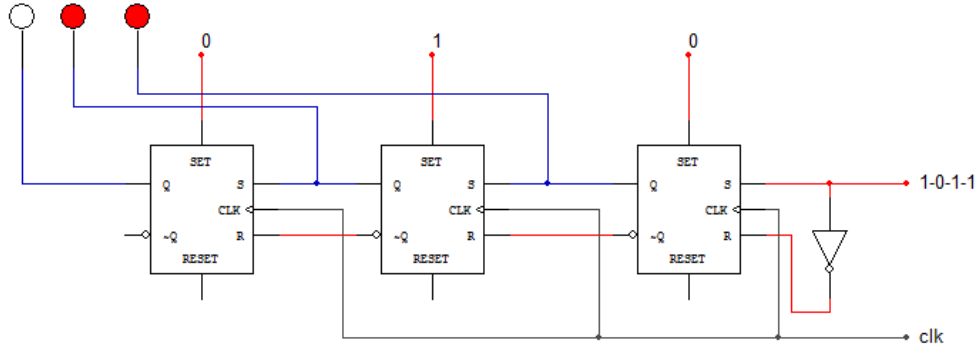 0 1 0
SET SET SET
Q S Q S Q S 1-0-1-1
CLK CLK CLK
~Q R ~Q R ~Q R
RESET RESET RESET
clk